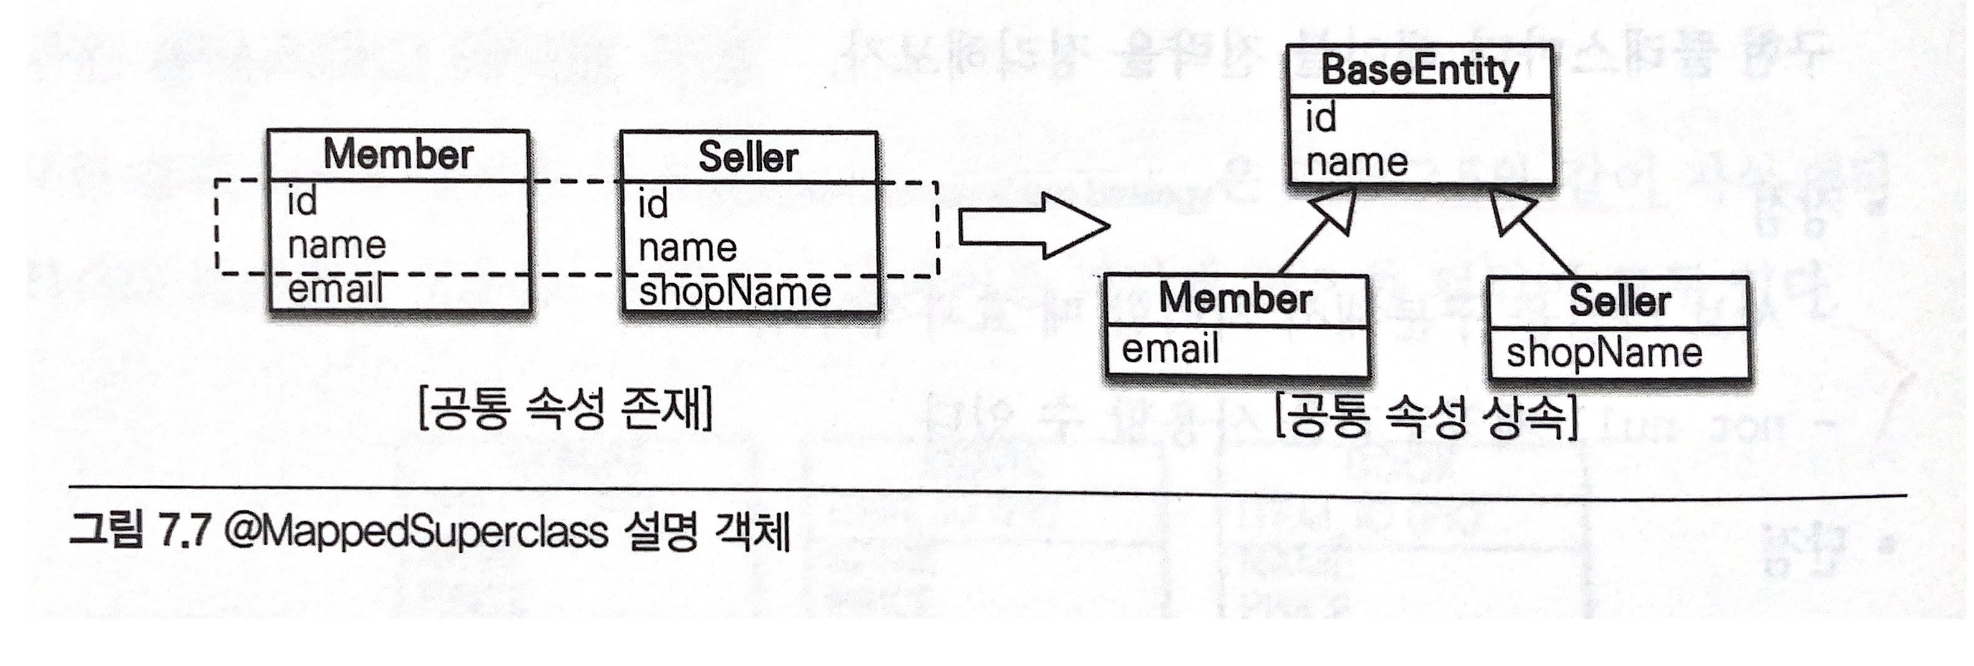 Member
id
name
email
Seller
id
name
shopName
[공통 속성 존재]
BaseEntity
id
name
Member
email
Seller
shopName
[공통 속성 상속]
그림 7.7 @MappedSuperclass 설명 객체